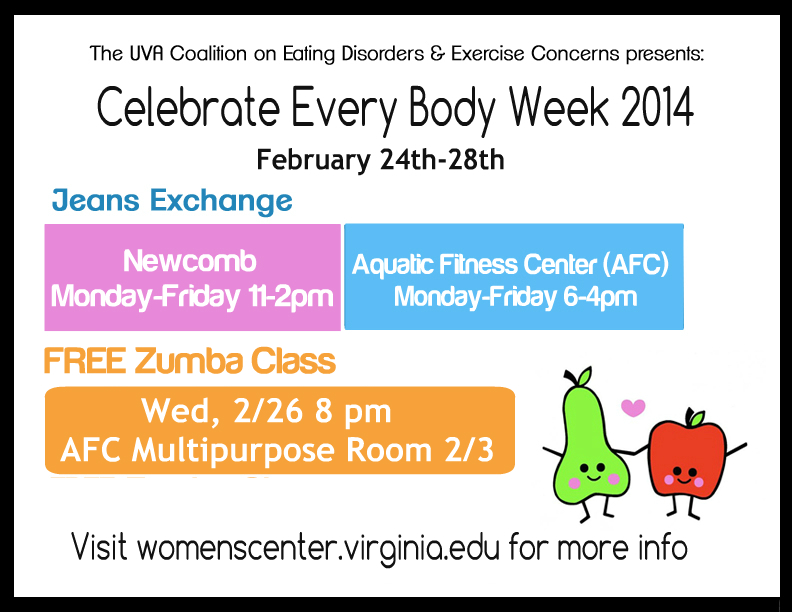 The UVA Coalition on Eating Disorders & Exercise Concerns presents:
Celebrate Every Body Week 2014
February 24th-28th
Jeans Exchange
Newcomb
Monday-Friday 11-2pm
Aquatic Fitness Center (AFC)
Monday-Friday 6-4pm
FREE Zumba Class
Wed, 2/26 8 pm
AFC Multipurpose Room 2/3
Visit womenscenter.virginia.edu for more info